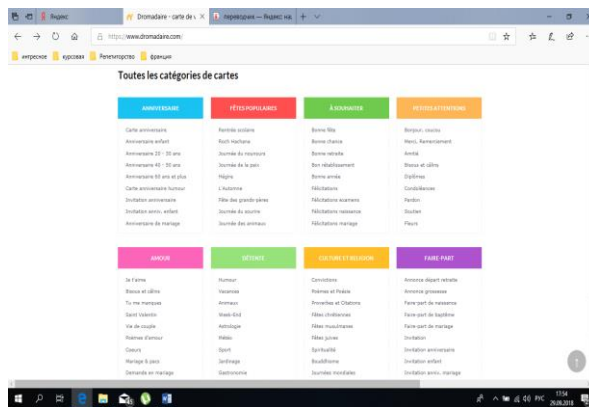 Яндекс
Dromadaire - carte de v
переводчик — Яндекс: на
https://www.dromadaire.com/
интересное
курсовая
Репетиторство
франция
Toutes les catégories de cartes
ANNIVERSAIRE
Carte anniversaire
Anniversaire enfant
Anniversaire 20 - 30 ans
Anniversaire 40 - 50 ans
Anniversaire 60 ans et plus
Carte anniversaire humour
Invitation anniversaire
Invitation anniv. enfant
Anniversaire de mariage
FÊTES POPULAIRES
Rentrée scolaire
Roch Hachana
Journée du nounours
Journée de la paix
Hégire
L'Automne
Fête des grands-pères
Journée du sourire
Journée des animaux
À SOUHAITER
Bonne fête
Bonne chance
Bonne retraite
Bon rétablissement
Bonne année
Félicitations
Félicitations examens
Félicitations naissance
Félicitations mariage
PETITES ATTENTIONS
Bonjour, coucou
Merci, Remerciement
Amitié
Bisous et câlins
Diplômes
Condoléances
Pardon
Soutien
Fleurs
AMOUR
Je t'aime
Bisous et câlins
Tu me manques
Saint Valentin
Vie de couple
Poèmes d'amour
Coeurs
Mariage & pacs
Demande en mariage
DÉTENTE
Humour
Vacances
Animaux
Week-End
Astrologie
Météo
Sport
Jardinage
Gastronomie
CULTURE ET RELIGION
Convictions
Poèmes et Poésie
Proverbes et Citations
Fêtes chrétiennes
Fêtes musulmanes
Fêtes juives
Spiritualité
Bouddhisme
Journées mondiales
FAIRE-PART
Annonce départ retraite
Annonce grossesse
Faire-part de naissance
Faire-part de baptême
Faire-part de mariage
Invitation
Invitation anniversaire
Invitation enfant
Invitation anniv. mariage
РУС
17:54
29.09.2018